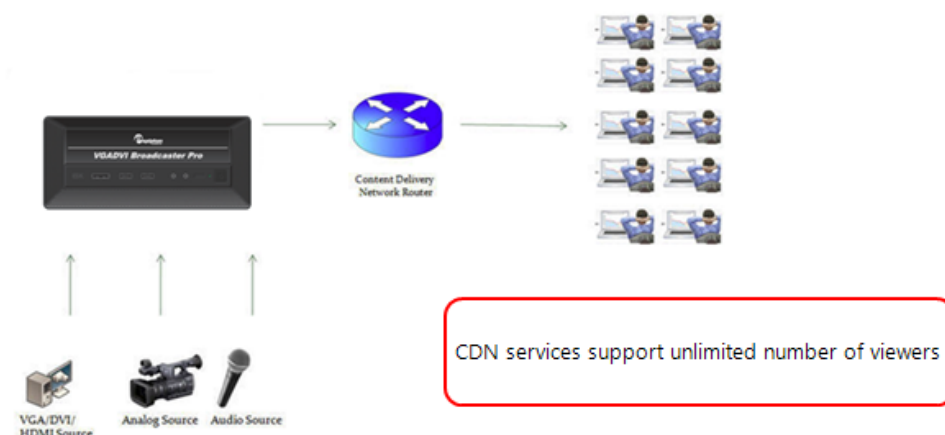 VGADVI Broadcaster Pro
Content Delivery
Network Router
CDN services support unlimited number of viewers
VGA/DVI/
HDMI Source
Analog Source
Audio Source